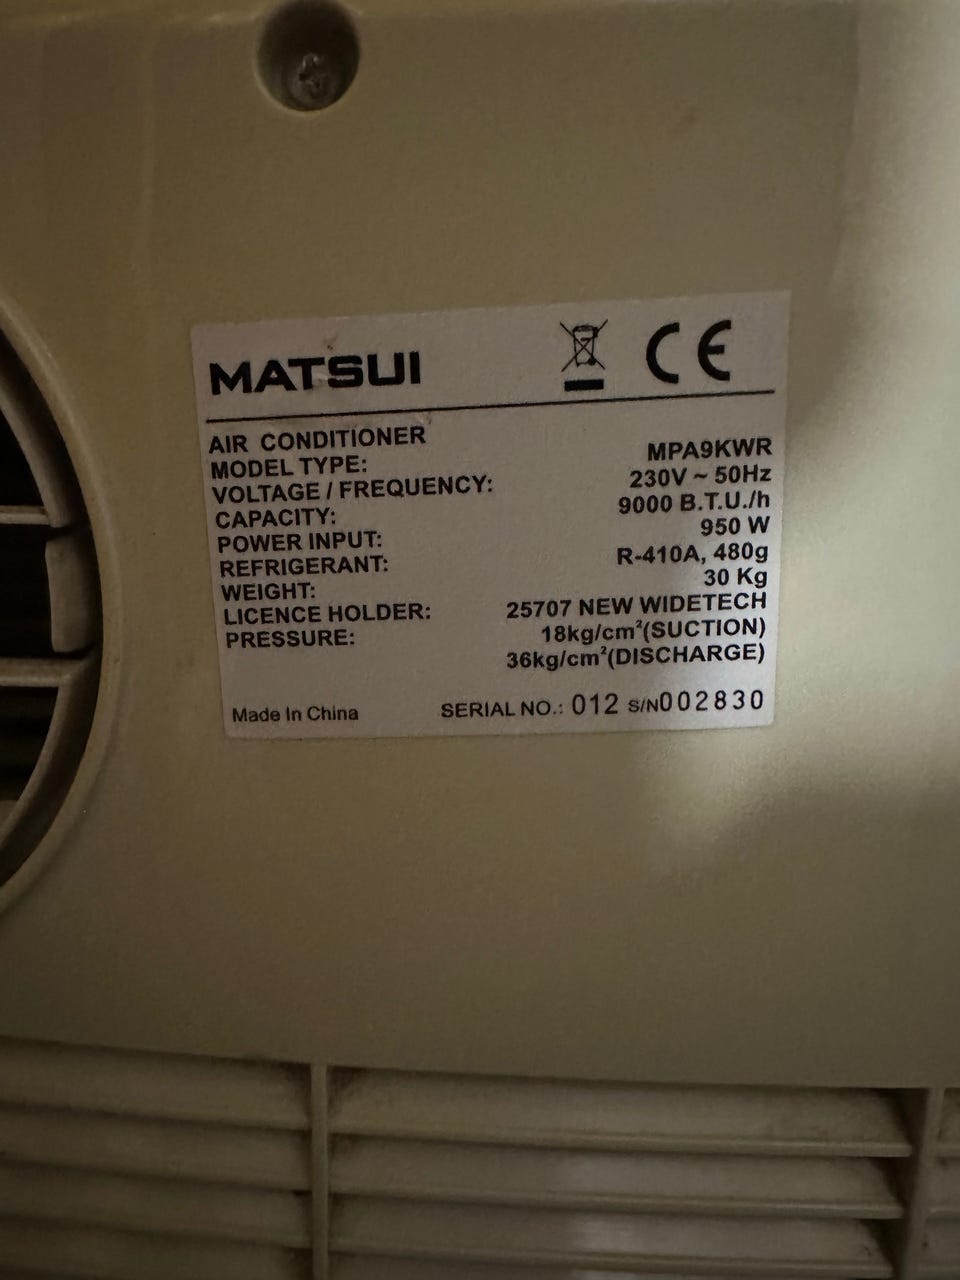 MATSUI
CE
AIR CONDITIONER
MODEL TYPE: MPA9KWR
VOLTAGE / FREQUENCY: 230V ~ 50Hz
CAPACITY: 9000 B.T.U./h
POWER INPUT: 950 W
REFRIGERANT: R-410A, 480g
WEIGHT: 30 Kg
LICENCE HOLDER: 25707 NEW WIDETECH
PRESSURE: 18kg/cm²(SUCTION)
36kg/cm²(DISCHARGE)
Made In China SERIAL NO.: 012 S/N002830